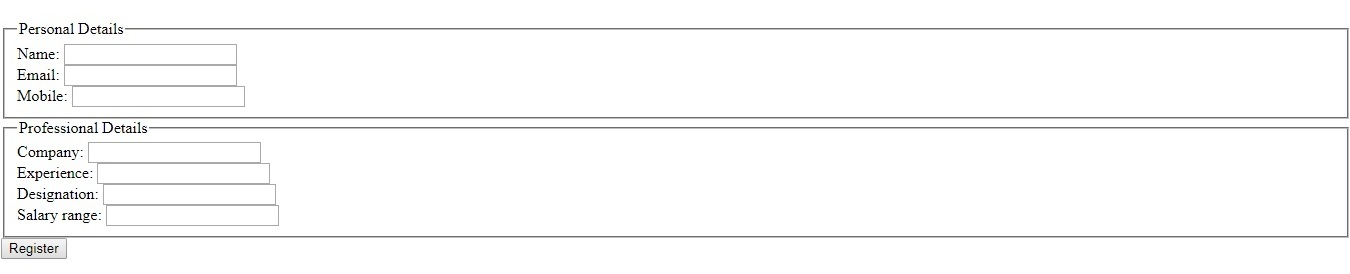 Personal Details
Name:
Email:
Mobile:
Professional Details
Company:
Experience:
Designation:
Salary range:
Register